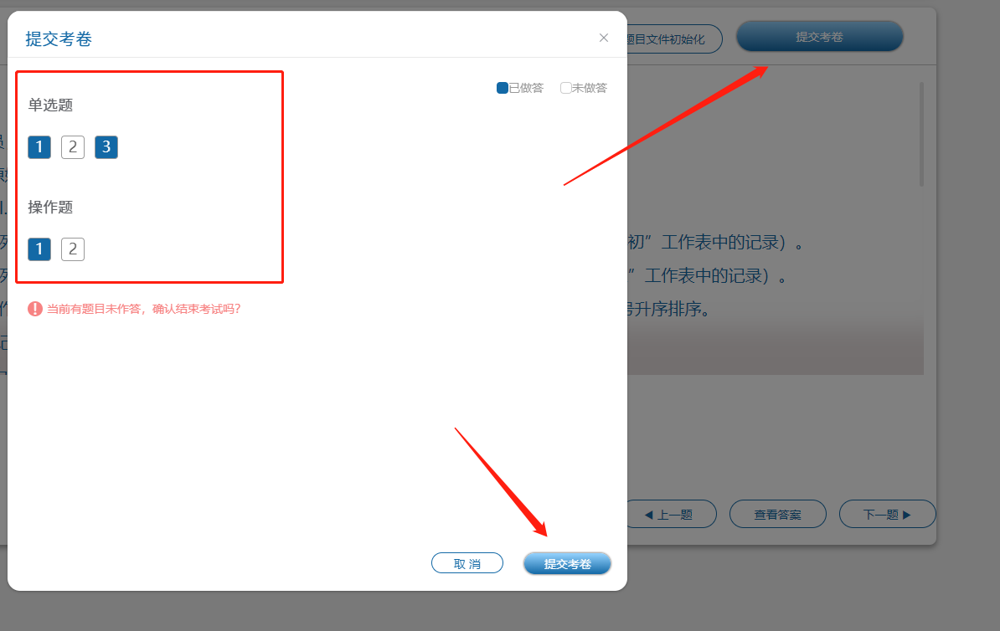 提交考卷
×
题目文件初始化
提交考卷
已做答 未做答
单选题
1 2 3
操作题
1 2
初”工作表中的记录）。
”工作表中的记录）。
号升序排序。
! 当前有题目未作答，确认结束考试吗?
◀ 上一题
查看答案
下一题 ▶
取 消
提交考卷